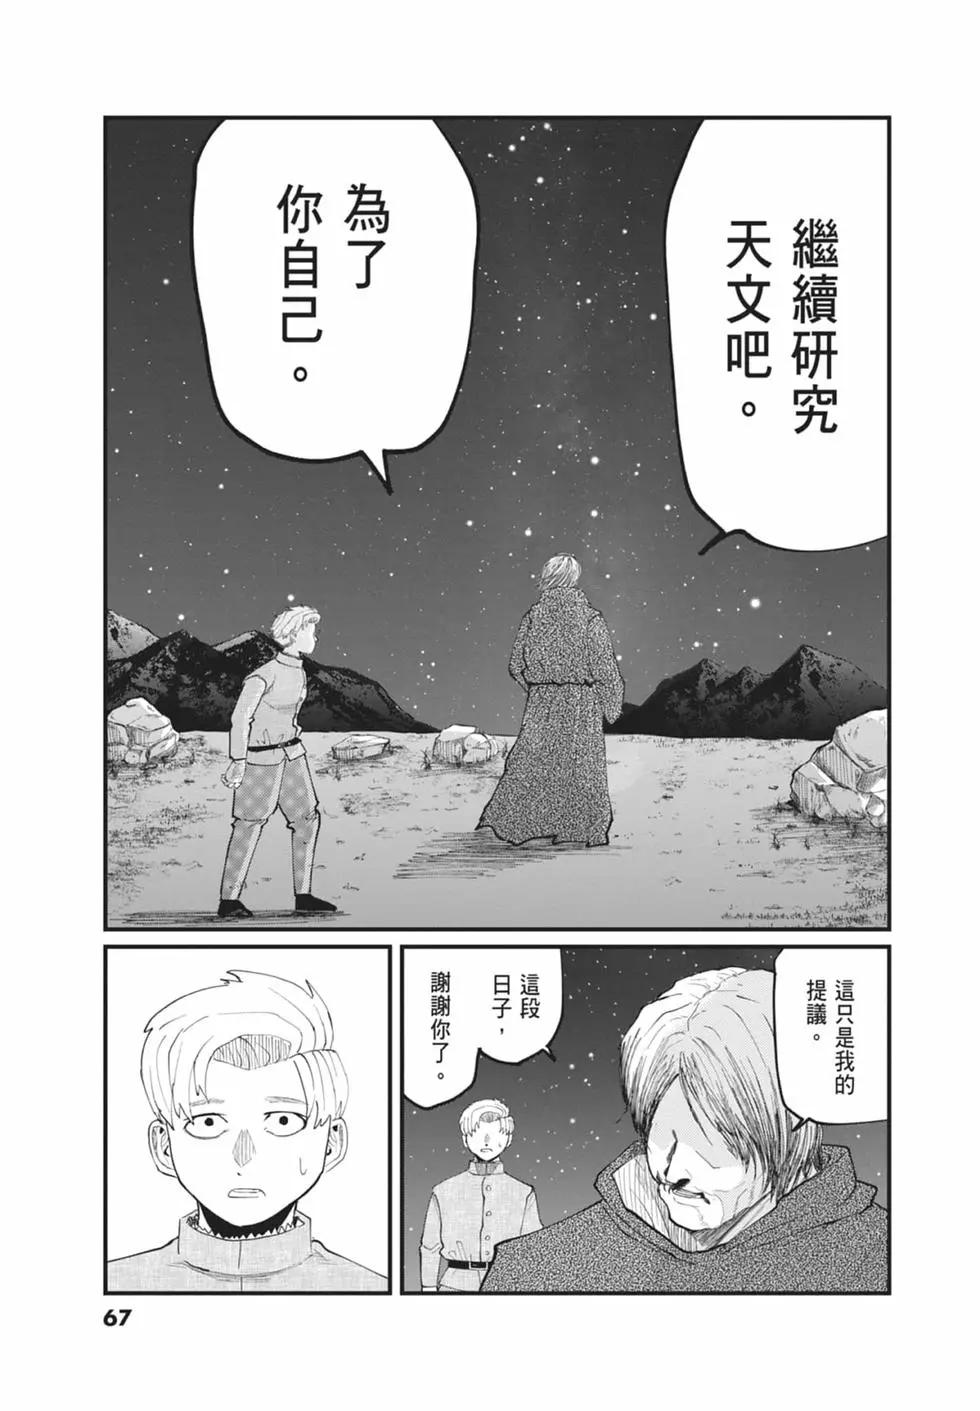 繼續研究
天文吧。
為了
你自己。
這只是我的
提議。
這段
日子，
謝謝你了。
67